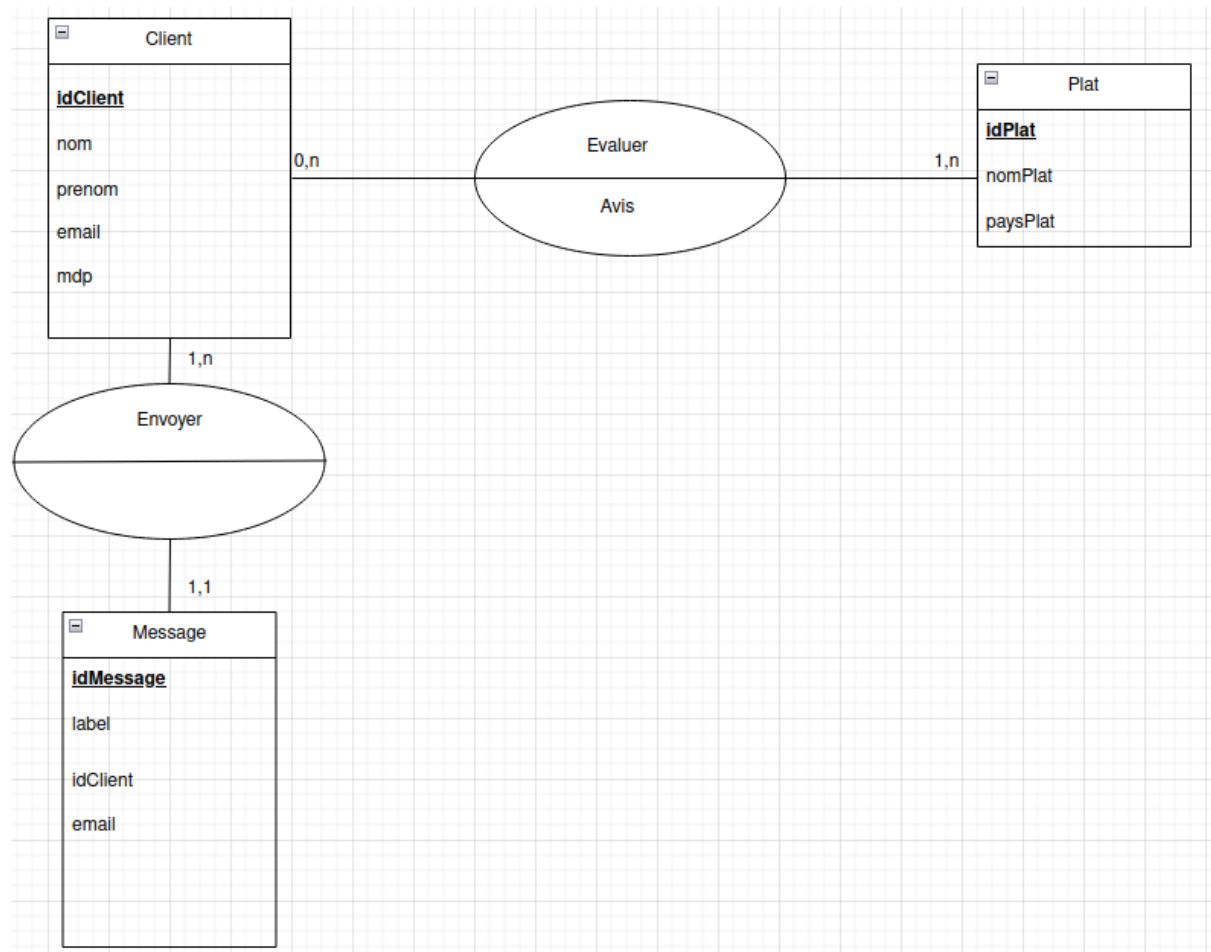 Client
idClient
nom
prenom
email
mdp
0,n
Evaluer
Avis
1,n
Plat
idPlat
nomPlat
paysPlat
1,n
Envoyer
1,1
Message
idMessage
label
idClient
email